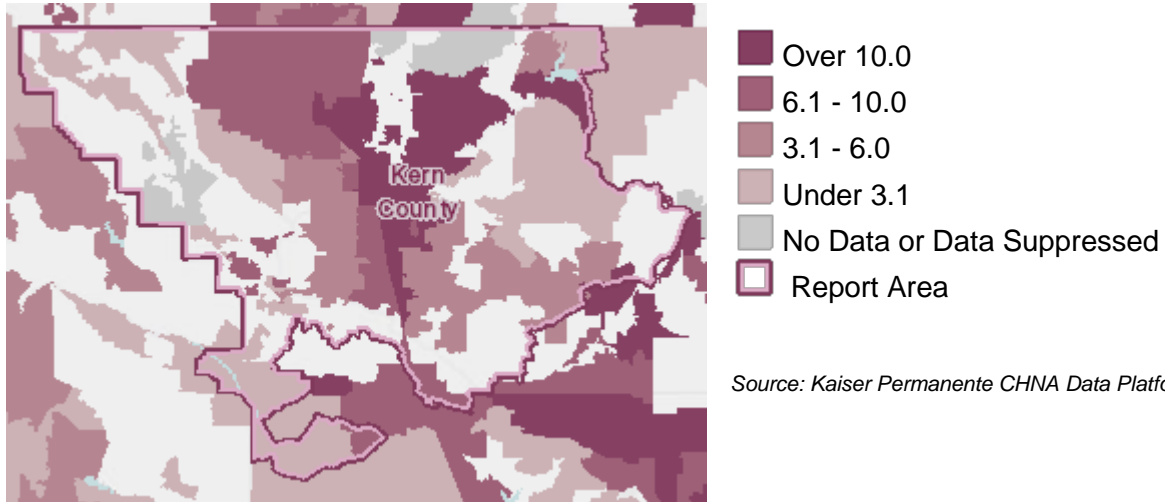 Over 10.0
6.1 - 10.0
3.1 - 6.0
Under 3.1
No Data or Data Suppressed
Report Area
Kern
County
Source: Kaiser Permanente CHNA Data